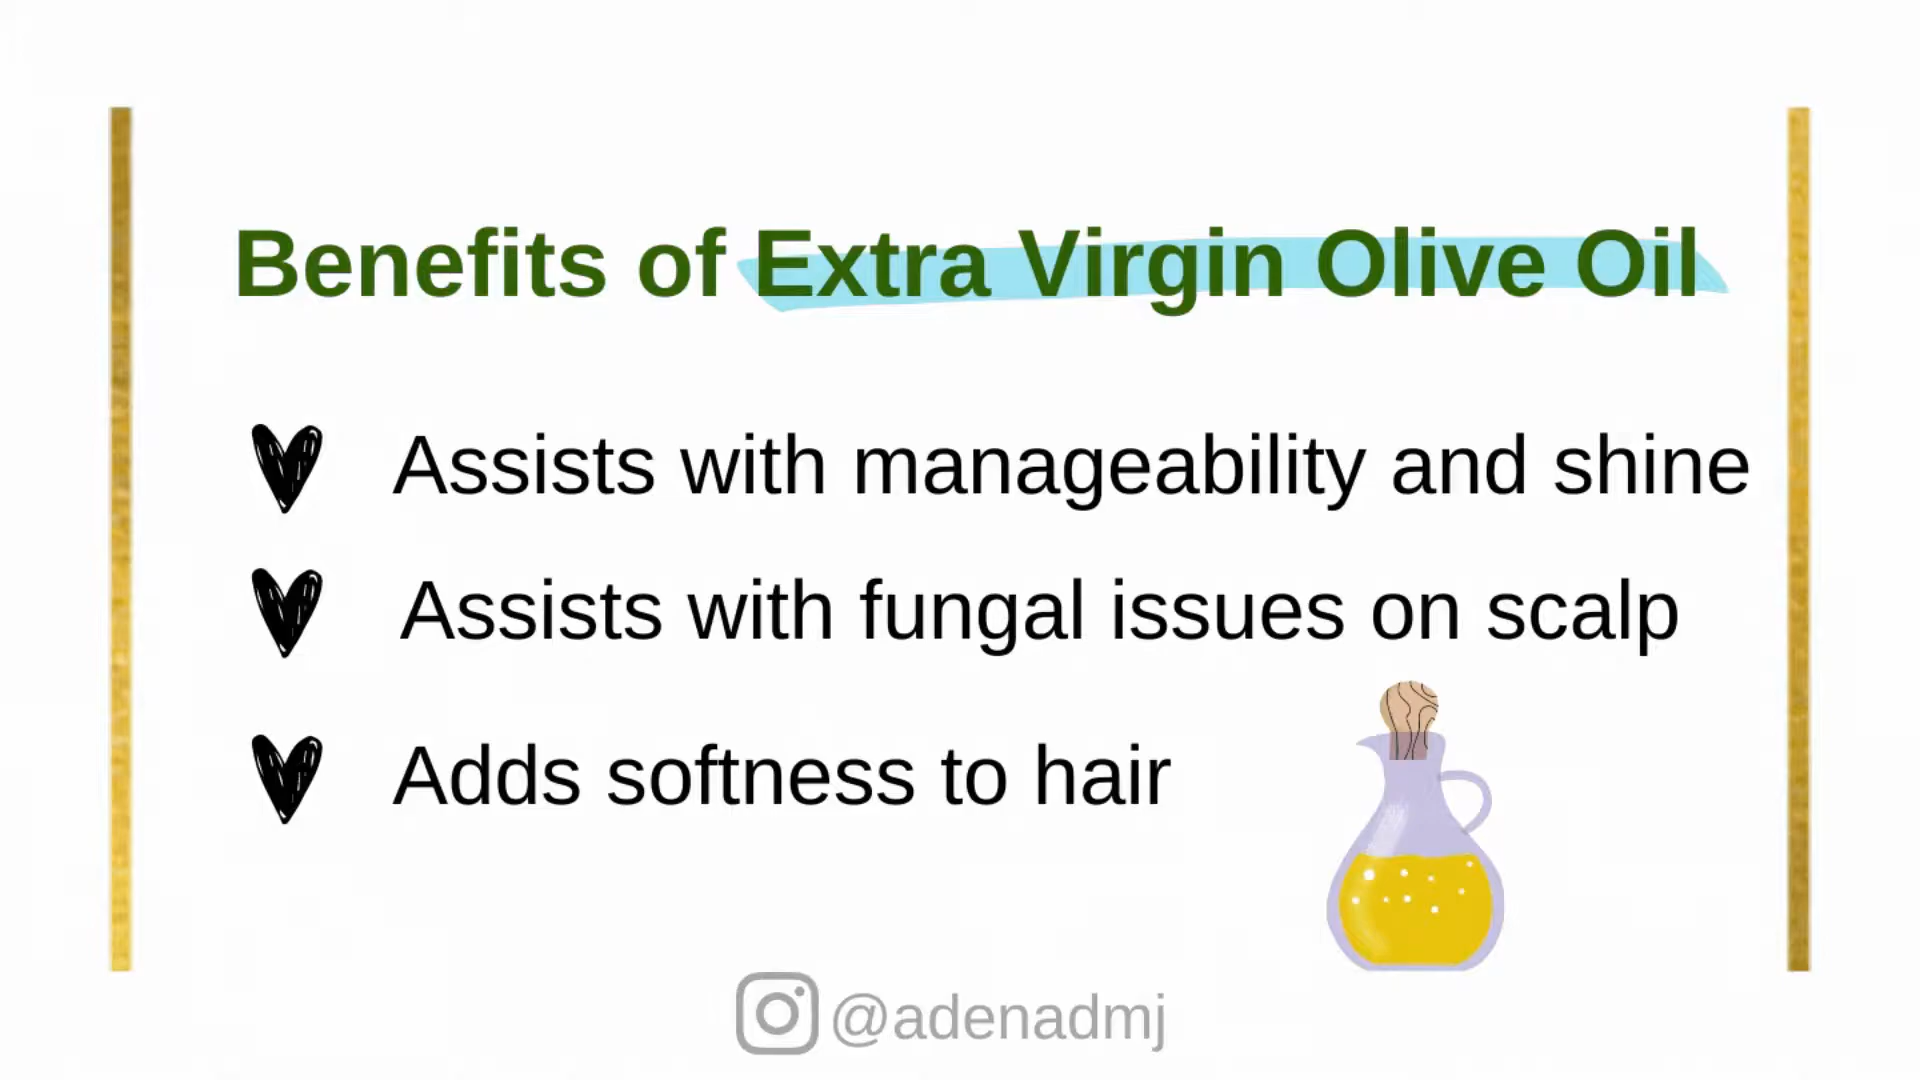 Benefits of Extra Virgin Olive Oil
Assists with manageability and shine
Assists with fungal issues on scalp
Adds softness to hair
@adenadmj